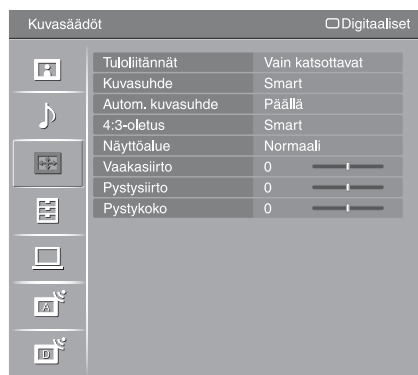 Kuvasäädöt Digitaaliset
Tuloliitännät Vain katsottavat
Kuvasuhde Smart
Autom. kuvasuhde Päällä
4:3-oletus Smart
Näyttöalue Normaali
Vaakasiirto 0
Pystysiirto 0
Pystykoko 0
A
D